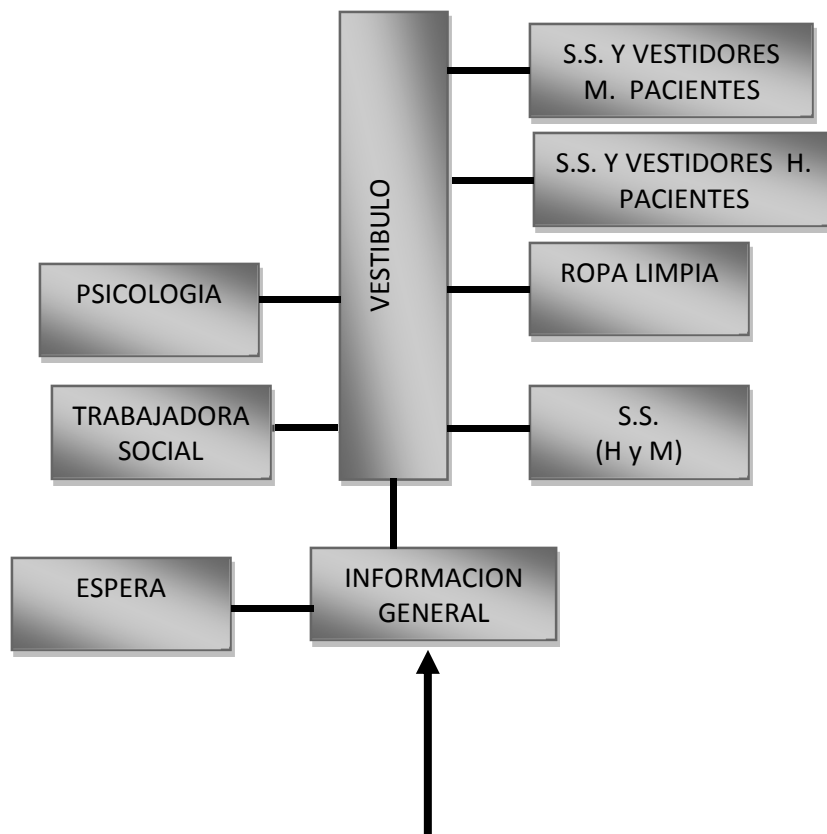 S.S. Y VESTIDORES
M. PACIENTES
S.S. Y VESTIDORES H.
PACIENTES
VESTIBULO
ROPA LIMPIA
PSICOLOGIA
TRABAJADORA
SOCIAL
S.S.
(H y M)
ESPERA
INFORMACION
GENERAL